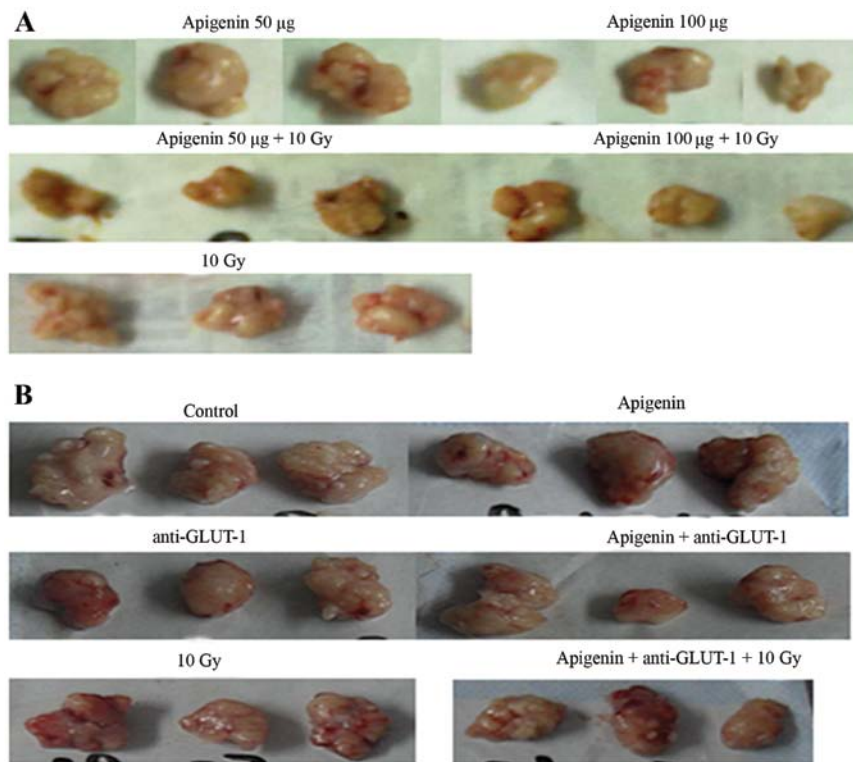 A
Apigenin 50 µg Apigenin 100 µg
Apigenin 50 µg + 10 Gy Apigenin 100 µg + 10 Gy
10 Gy
B
Control Apigenin
anti-GLUT-1 Apigenin + anti-GLUT-1
10 Gy Apigenin + anti-GLUT-1 + 10 Gy